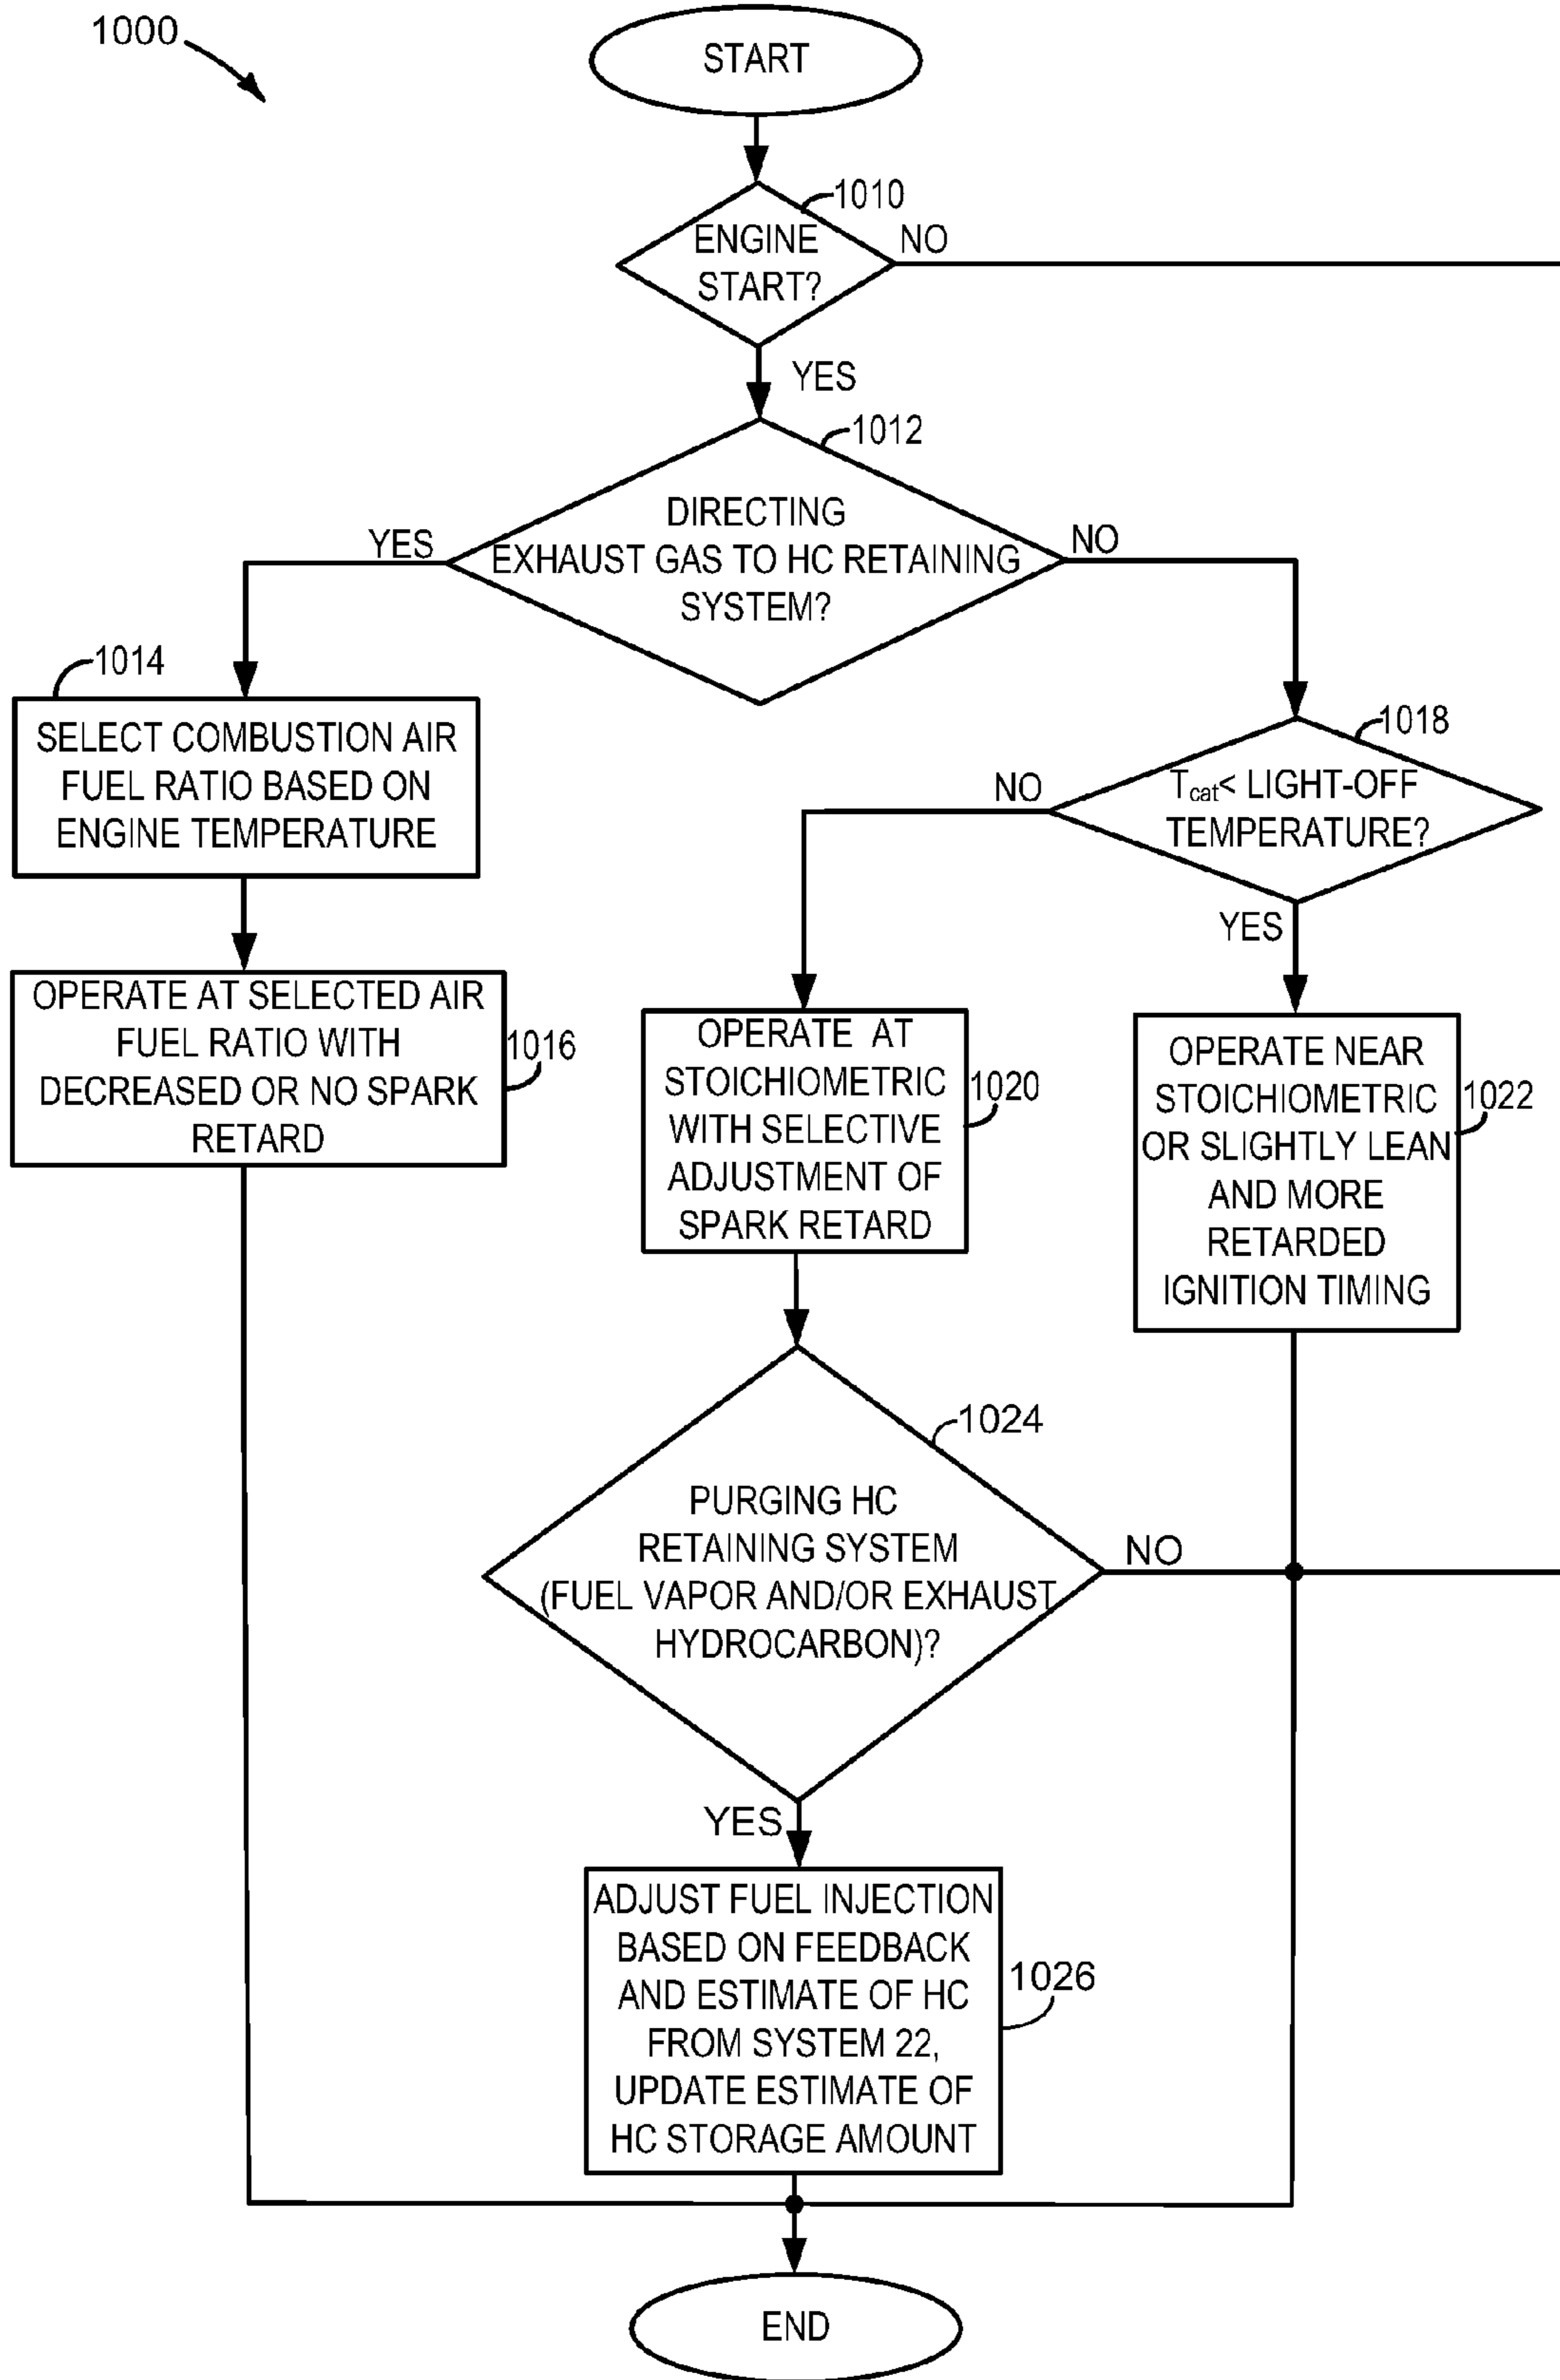 1000
START
1010
ENGINE
START?
NO
YES
1012
DIRECTING
EXHAUST GAS TO HC RETAINING
SYSTEM?
YES
NO
1014
SELECT COMBUSTION AIR
FUEL RATIO BASED ON
ENGINE TEMPERATURE
1018
Tcat< LIGHT-OFF
TEMPERATURE?
NO
YES
OPERATE AT SELECTED AIR
FUEL RATIO WITH
DECREASED OR NO SPARK
RETARD
1016
OPERATE AT
STOICHIOMETRIC
WITH SELECTIVE
ADJUSTMENT OF
SPARK RETARD
1020
OPERATE NEAR
STOICHIOMETRIC
OR SLIGHTLY LEAN
AND MORE
RETARDED
IGNITION TIMING
1022
1024
PURGING HC
RETAINING SYSTEM
(FUEL VAPOR AND/OR EXHAUST
HYDROCARBON)?
NO
YES
ADJUST FUEL INJECTION
BASED ON FEEDBACK
AND ESTIMATE OF HC
FROM SYSTEM 22,
UPDATE ESTIMATE OF
HC STORAGE AMOUNT
1026
END